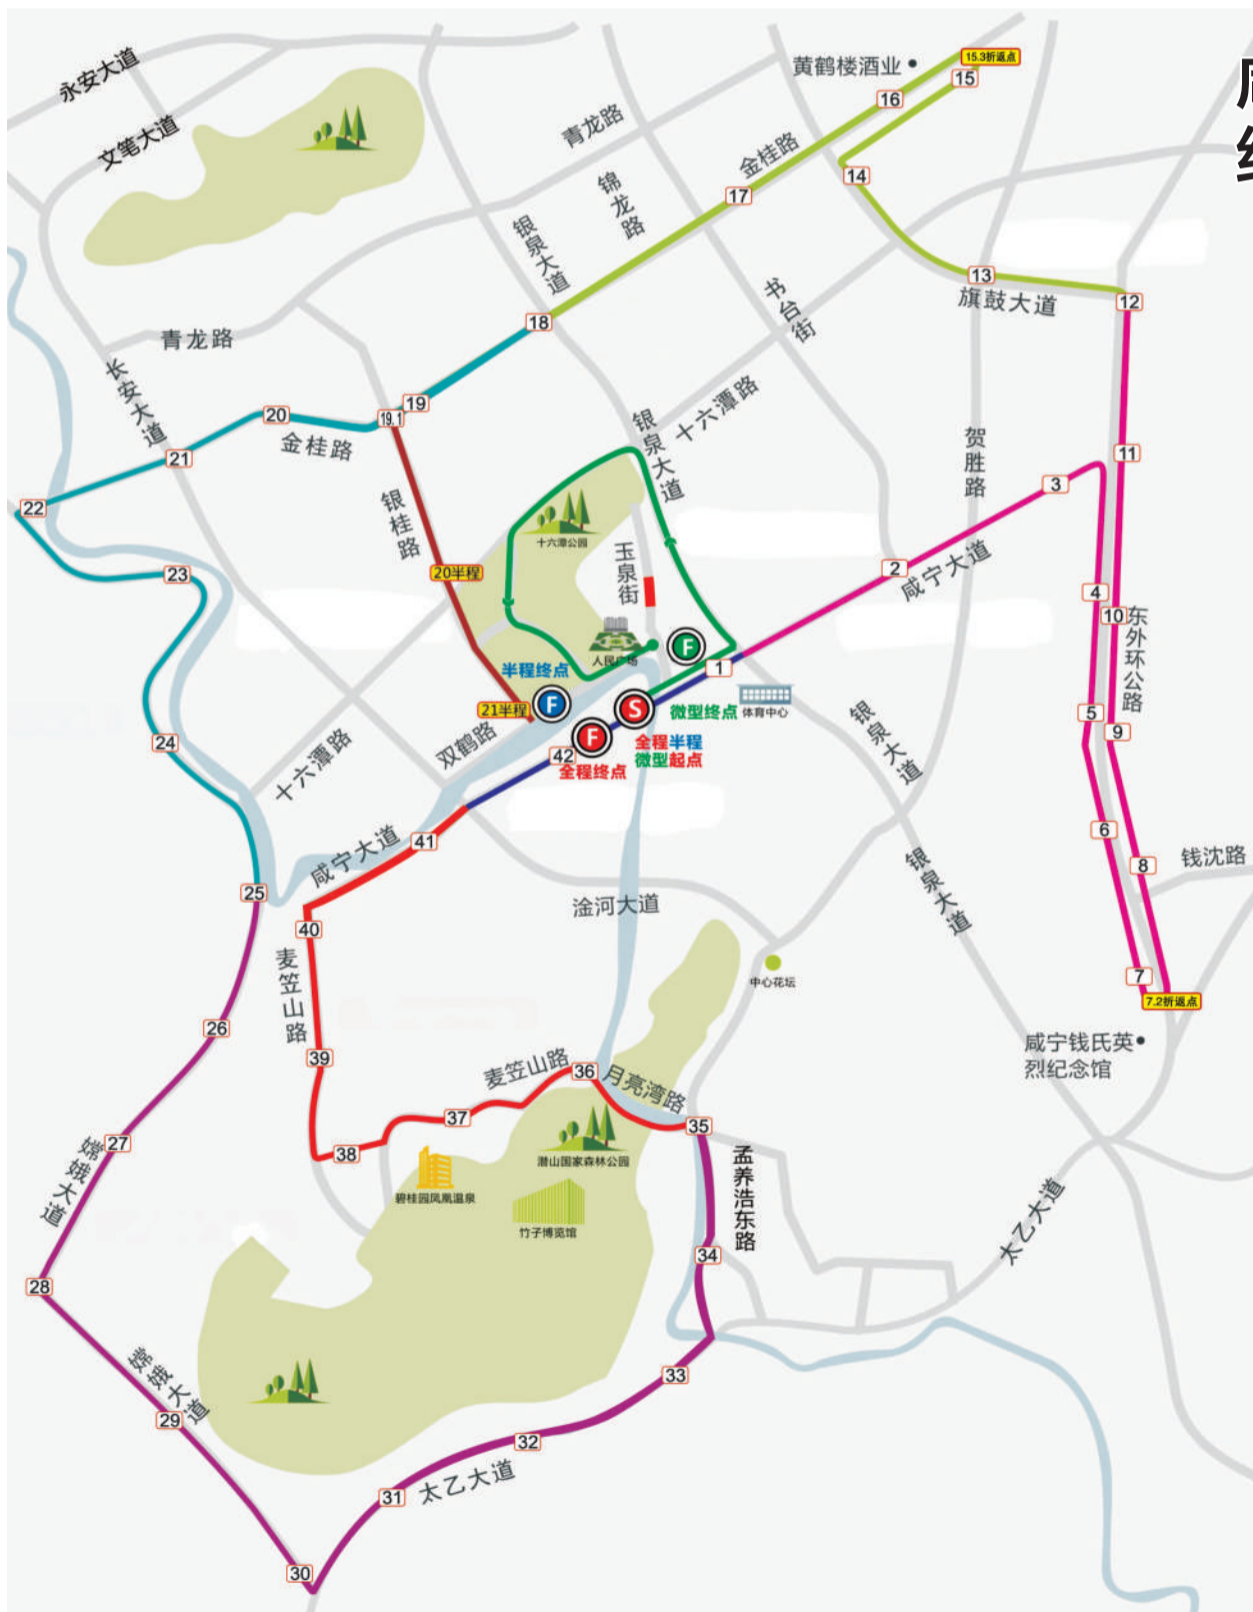 永安大道
文笔大道
黄鹤楼酒业
15.3折返点
15
16
青龙路
金桂路
14
17
锦龙路
银泉大道
13
旗鼓大道
12
书台街
18
青龙路
长安大道
19
19.1
20
金桂路
21
银泉大道
十六潭路
贺胜路
11
3
22
银桂路
十六潭公园
玉泉街
2
咸宁大道
20半程
23
4
10
东外环公路
人民广场
F
1
半程终点
F
21半程
S
微型终点
体育中心
5
9
24
十六潭路
双鹤路
42
F
全程终点
全程半程
微型起点
银泉大道
6
8
钱沈路
41
咸宁大道
银泉大道
25
淦河大道
40
麦笠山路
中心花坛
7
7.2折返点
26
39
咸宁钱氏英
烈纪念馆
麦笠山路
36
月亮湾路
37
35
27
38
潜山国家森林公园
孟养浩东路
嫦娥大道
碧桂园凤凰温泉
竹子博览馆
34
太乙大道
28
嫦娥大道
33
29
32
31
太乙大道
30